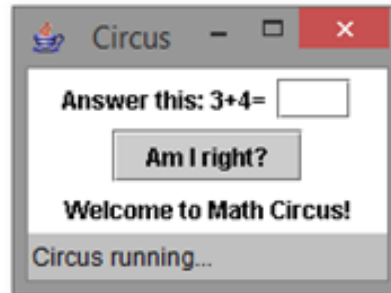 Circus
Answer this: 3+4=
Am I right?
Welcome to Math Circus!
Circus running...